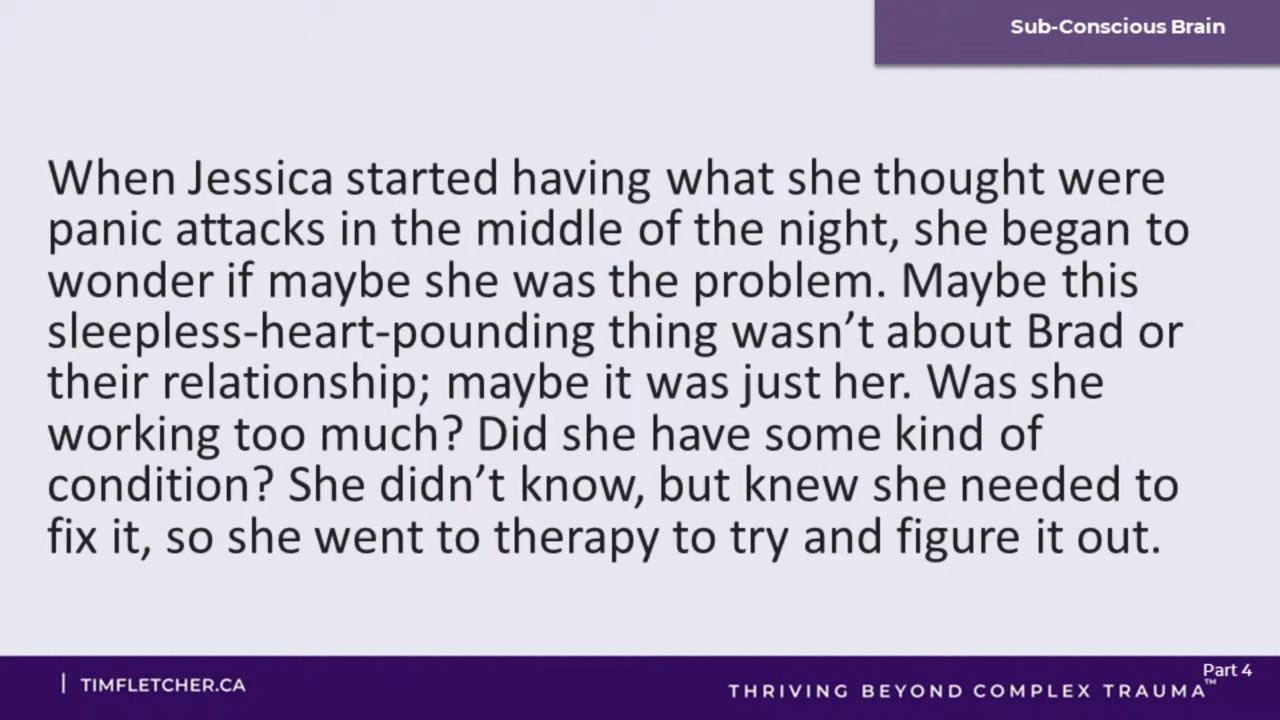 Sub-Conscious Brain
When Jessica started having what she thought were
panic attacks in the middle of the night, she began to
wonder if maybe she was the problem. Maybe this
sleepless-heart-pounding thing wasn’t about Brad or
their relationship; maybe it was just her. Was she
working too much? Did she have some kind of
condition? She didn’t know, but knew she needed to
fix it, so she went to therapy to try and figure it out.
| TIMFLETCHER.CA
Part 4
THRIVING BEYOND COMPLEX TRAUMA™